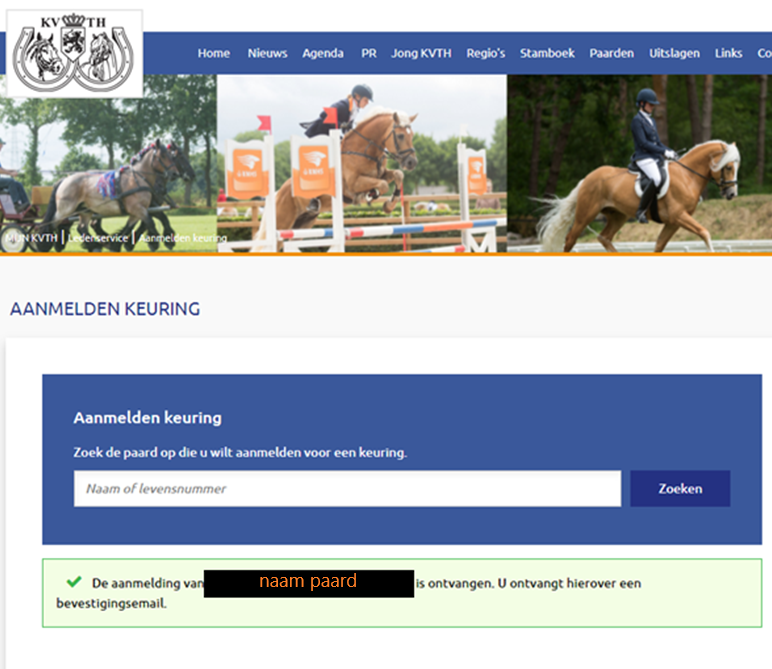 KV TH
Home Nieuws Agenda PR Jong KVTH Regio's Stamboek Paarden Uitslagen Links Co
MIJN KVTH | Ledenservice | Aanmelden keuring
AANMELDEN KEURING
Aanmelden keuring
Zoek de paard op die u wilt aanmelden voor een keuring.
Naam of levensnummer
Zoeken
De aanmelding van naam paard is ontvangen. U ontvangt hierover een
bevestigingsemail.